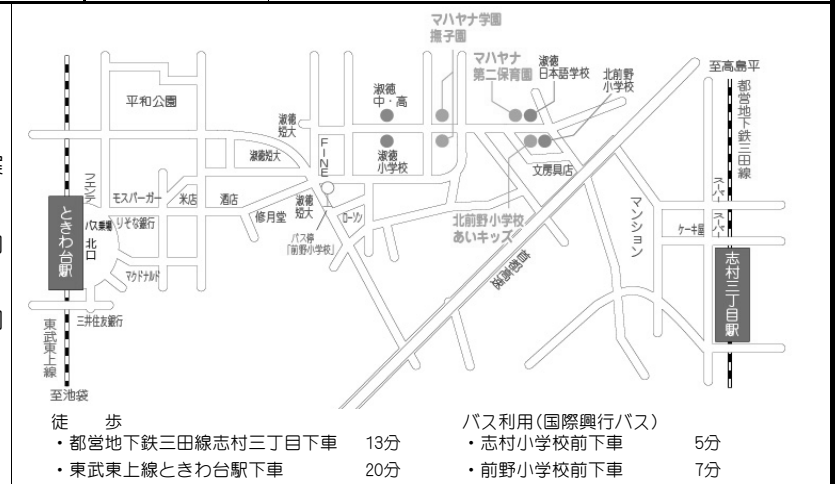 マハヤナ学園
撫子園
マハヤナ
第二保育園
淑徳
日本語学校
北前野
小学校
至高島平
都営地下鉄三田線
平和公園
淑徳
中・高
淑徳
短大
淑徳短大
FINE
淑徳
小学校
文房具店
フエンテ
モスバーガー
米店
酒店
淑徳
短大
修月堂
ローソン
バス停
「前野小学校」
北前野小学校
あいキッズ
マンション
スーパー
スーパー
ケーキ屋
ときわ台駅
バス乗場
りそな銀行
北口
マクドナルド
首都高速
志村三丁目駅
三井住友銀行
東武東上線
至池袋
徒　歩
・都営地下鉄三田線志村三丁目下車　13分
・東武東上線ときわ台駅下車　20分
バス利用(国際興行バス)
・志村小学校前下車　5分
・前野小学校前下車　7分